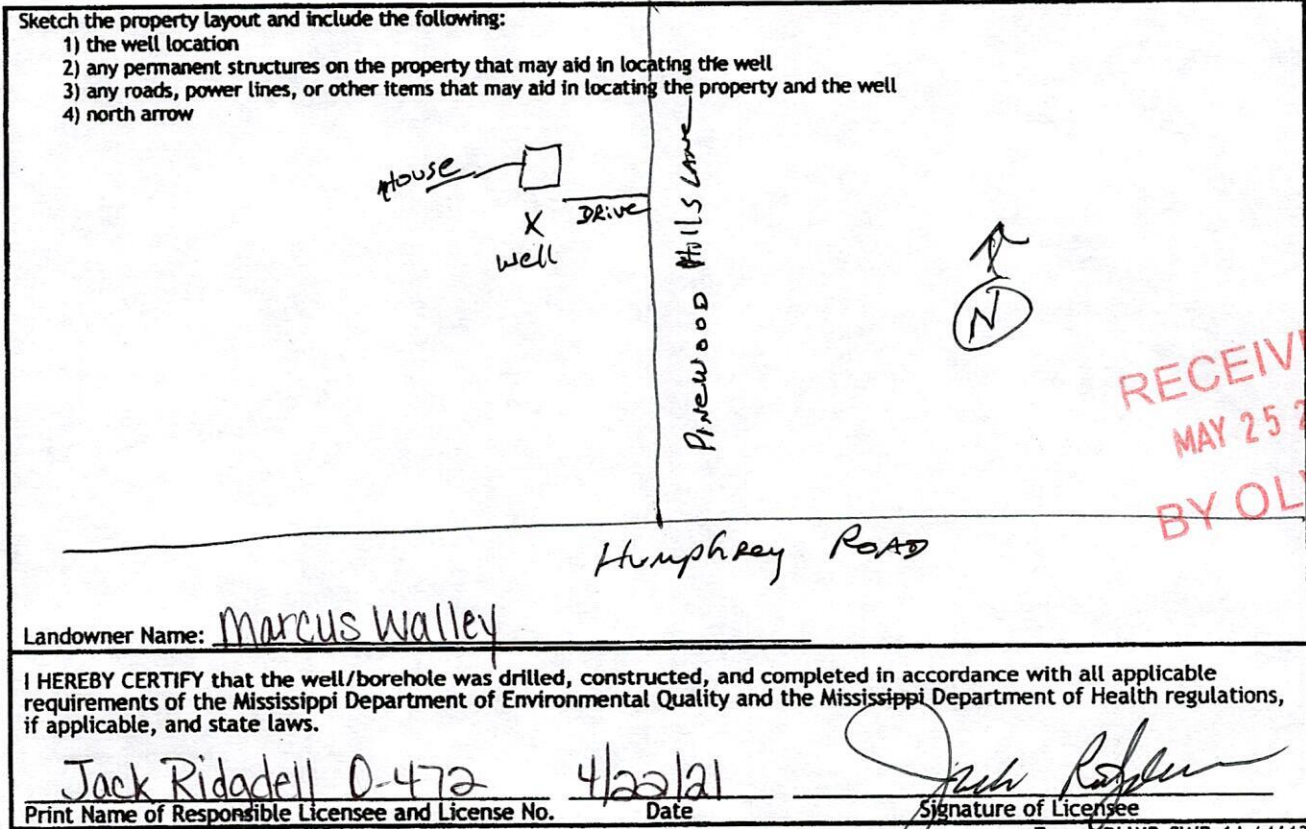 Sketch the property layout and include the following:
1) the well location
2) any permanent structures on the property that may aid in locating the well
3) any roads, power lines, or other items that may aid in locating the property and the well
4) north arrow
House
Drive
X
Well
Pinewood Hills Lane
N
RECEIV
MAY 25 2
BY OL
Humphrey Road
Landowner Name: Marcus Walley
I HEREBY CERTIFY that the well/borehole was drilled, constructed, and completed in accordance with all applicable
requirements of the Mississippi Department of Environmental Quality and the Mississippi Department of Health regulations,
if applicable, and state laws.
Jack Ridgdell 0-472 4/22/21
Print Name of Responsible Licensee and License No. Date Signature of Licensee